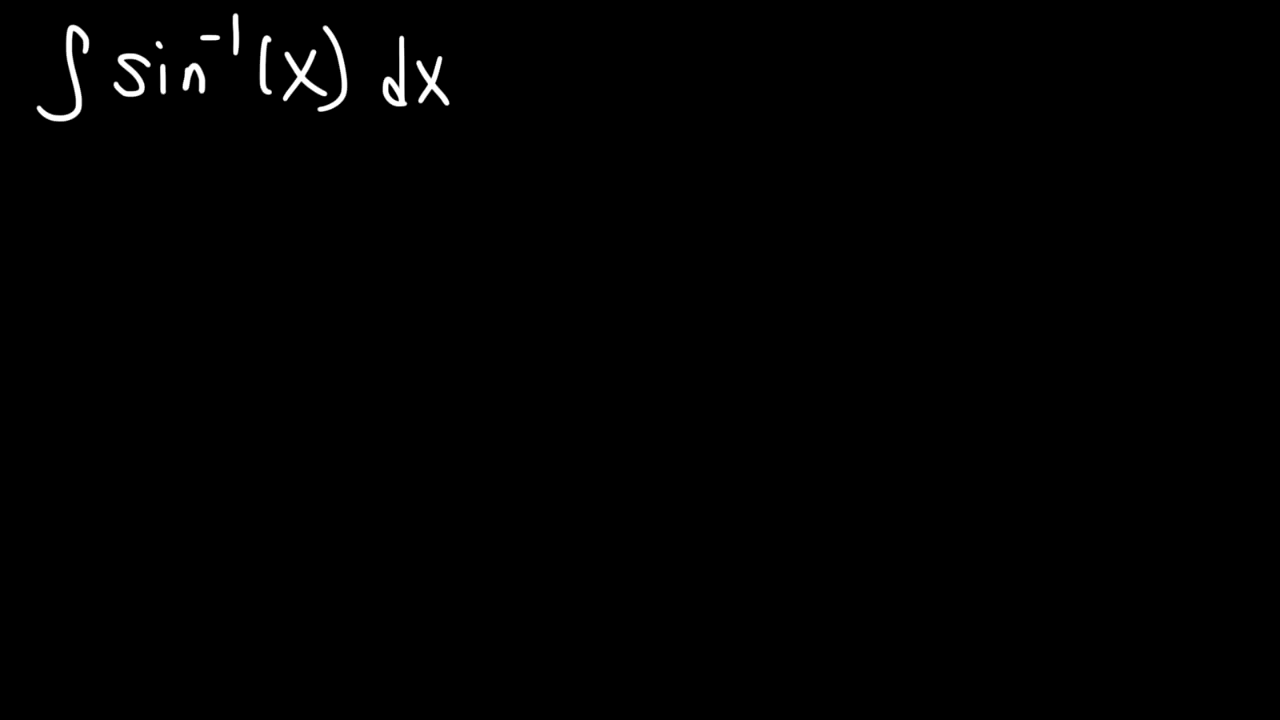 ∫ sin⁻¹(x) dx